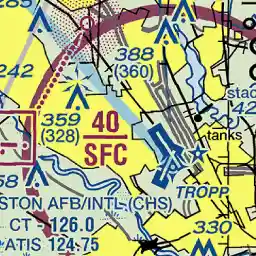 285
388
(360)
242
stac
42
359
(328)
40
SFC
tanks
58
TROPP
STON AFB/INTL (CHS)
CT - 126.0
ATIS 124.75
330